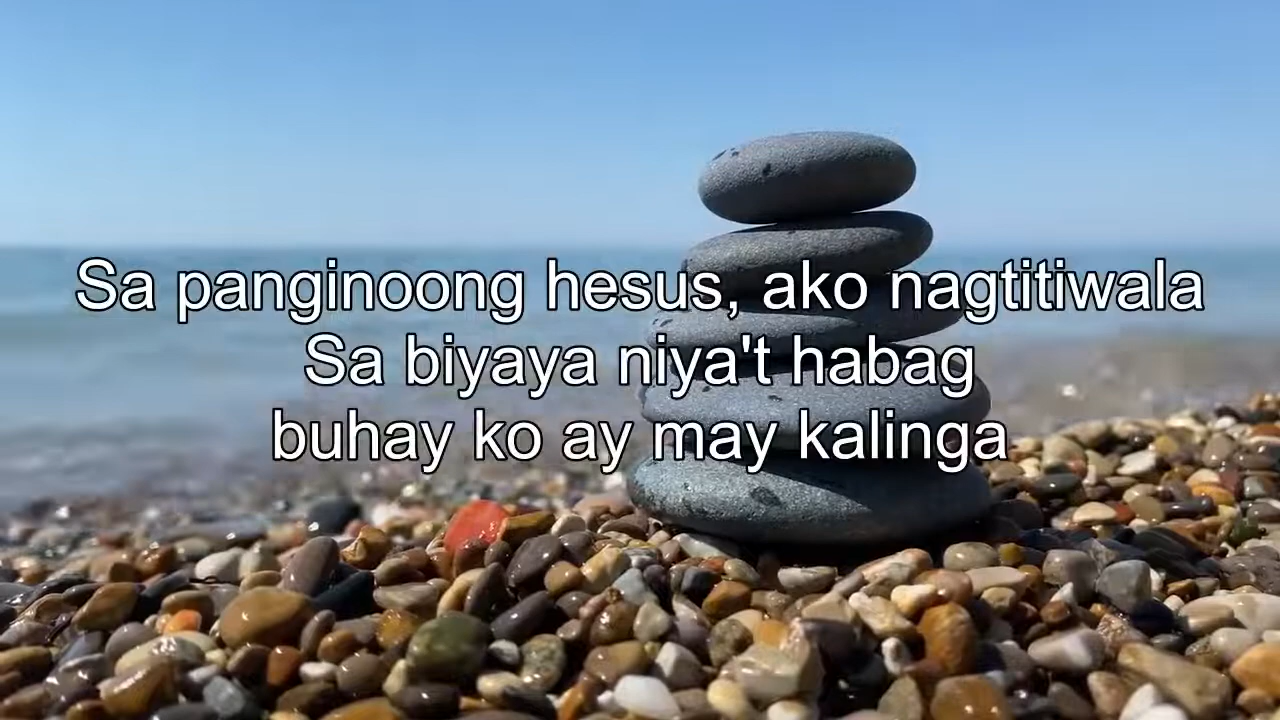 Sa panginoong hesus, ako nagtitiwala
Sa biyaya niya't habag
buhay ko ay may kalinga